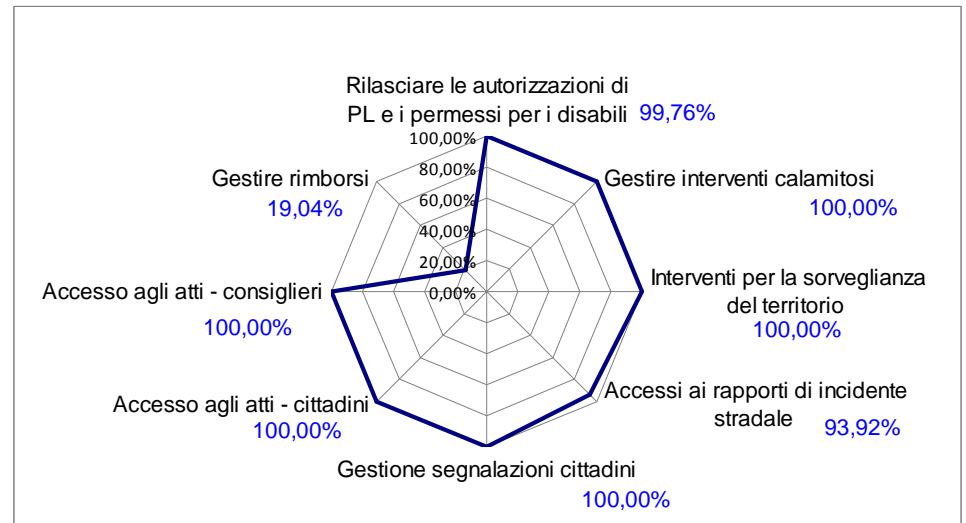 Rilasciare le autorizzazioni di
PL e i permessi per i disabili
99,76%
Gestire interventi calamitosi
100,00%
Interventi per la sorveglianza
del territorio
100,00%
Accessi ai rapporti di incidente
stradale
93,92%
Gestione segnalazioni cittadini
100,00%
Accesso agli atti - cittadini
100,00%
Accesso agli atti - consiglieri
100,00%
Gestire rimborsi
19,04%
100,00%
80,00%
60,00%
40,00%
20,00%
0,00%